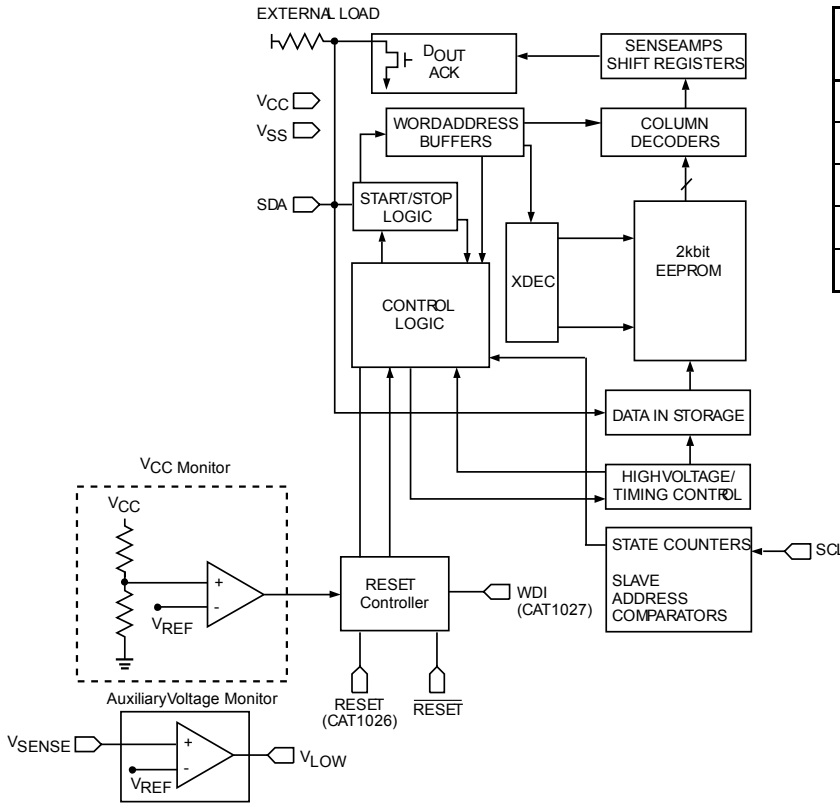 EXTERNAL LOAD
DOUT
ACK
SENSEAMPS
SHIFT REGISTERS
VCC
VSS
WORDADDRESS
BUFFERS
COLUMN
DECODERS
SDA
START/STOP
LOGIC
XDEC
2kbit
EEPROM
CONTROL
LOGIC
DATA IN STORAGE
HIGHVOLTAGE/
TIMING CONTROL
VCC Monitor
VCC
+
-
VREF
RESET
Controller
WDI
(CAT1027)
STATE COUNTERS
SLAVE
ADDRESS
COMPARATORS
SCL
RESET
(CAT1026)
RESET
AuxiliaryVoltage Monitor
VSENSE
+
-
VREF
VLOW